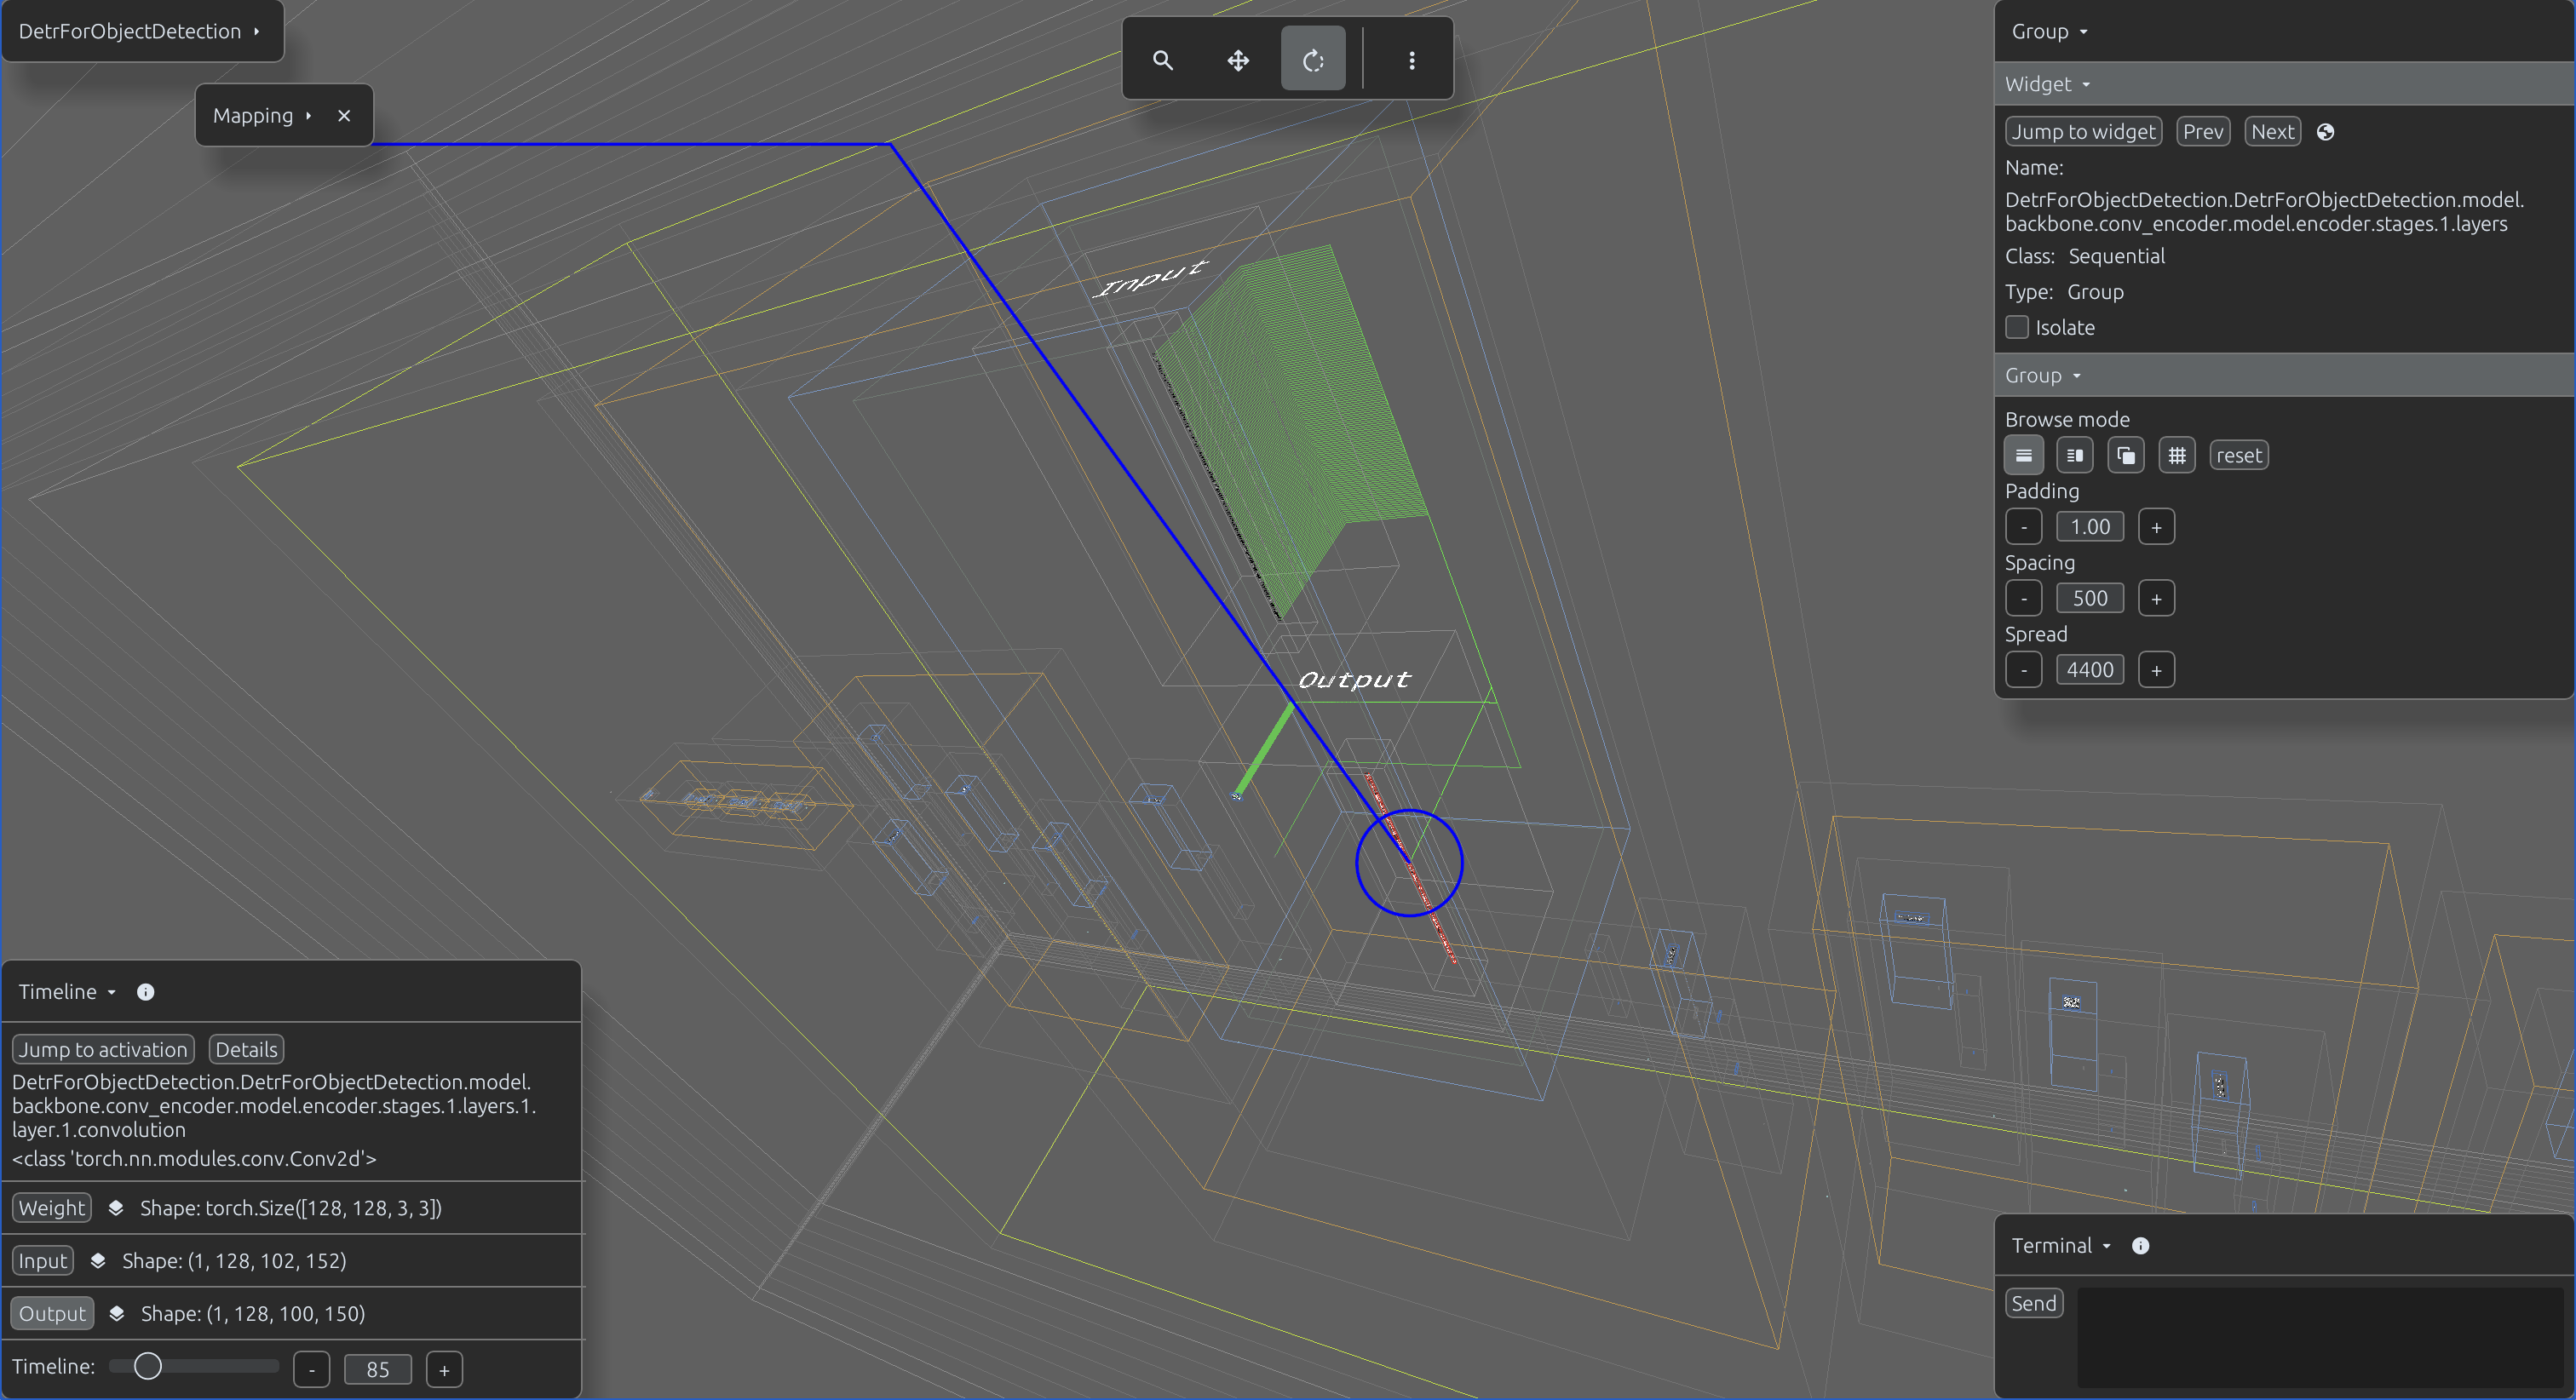 DetrForObjectDetection
Mapping
Input
Output
Group
Widget
Jump to widget Prev Next
Name:
DetrForObjectDetection.DetrForObjectDetection.model.
backbone.conv_encoder.model.encoder.stages.1.layers
Class: Sequential
Type: Group
Isolate
Group
Browse mode
reset
Padding
- 1.00 +
Spacing
- 500 +
Spread
- 4400 +
Timeline
Jump to activation Details
DetrForObjectDetection.DetrForObjectDetection.model.
backbone.conv_encoder.model.encoder.stages.1.layers.1.
layer.1.convolution
<class 'torch.nn.modules.conv.Conv2d'>
Weight Shape: torch.Size([128, 128, 3, 3])
Input Shape: (1, 128, 102, 152)
Output Shape: (1, 128, 100, 150)
Timeline: - 85 +
Terminal
Send